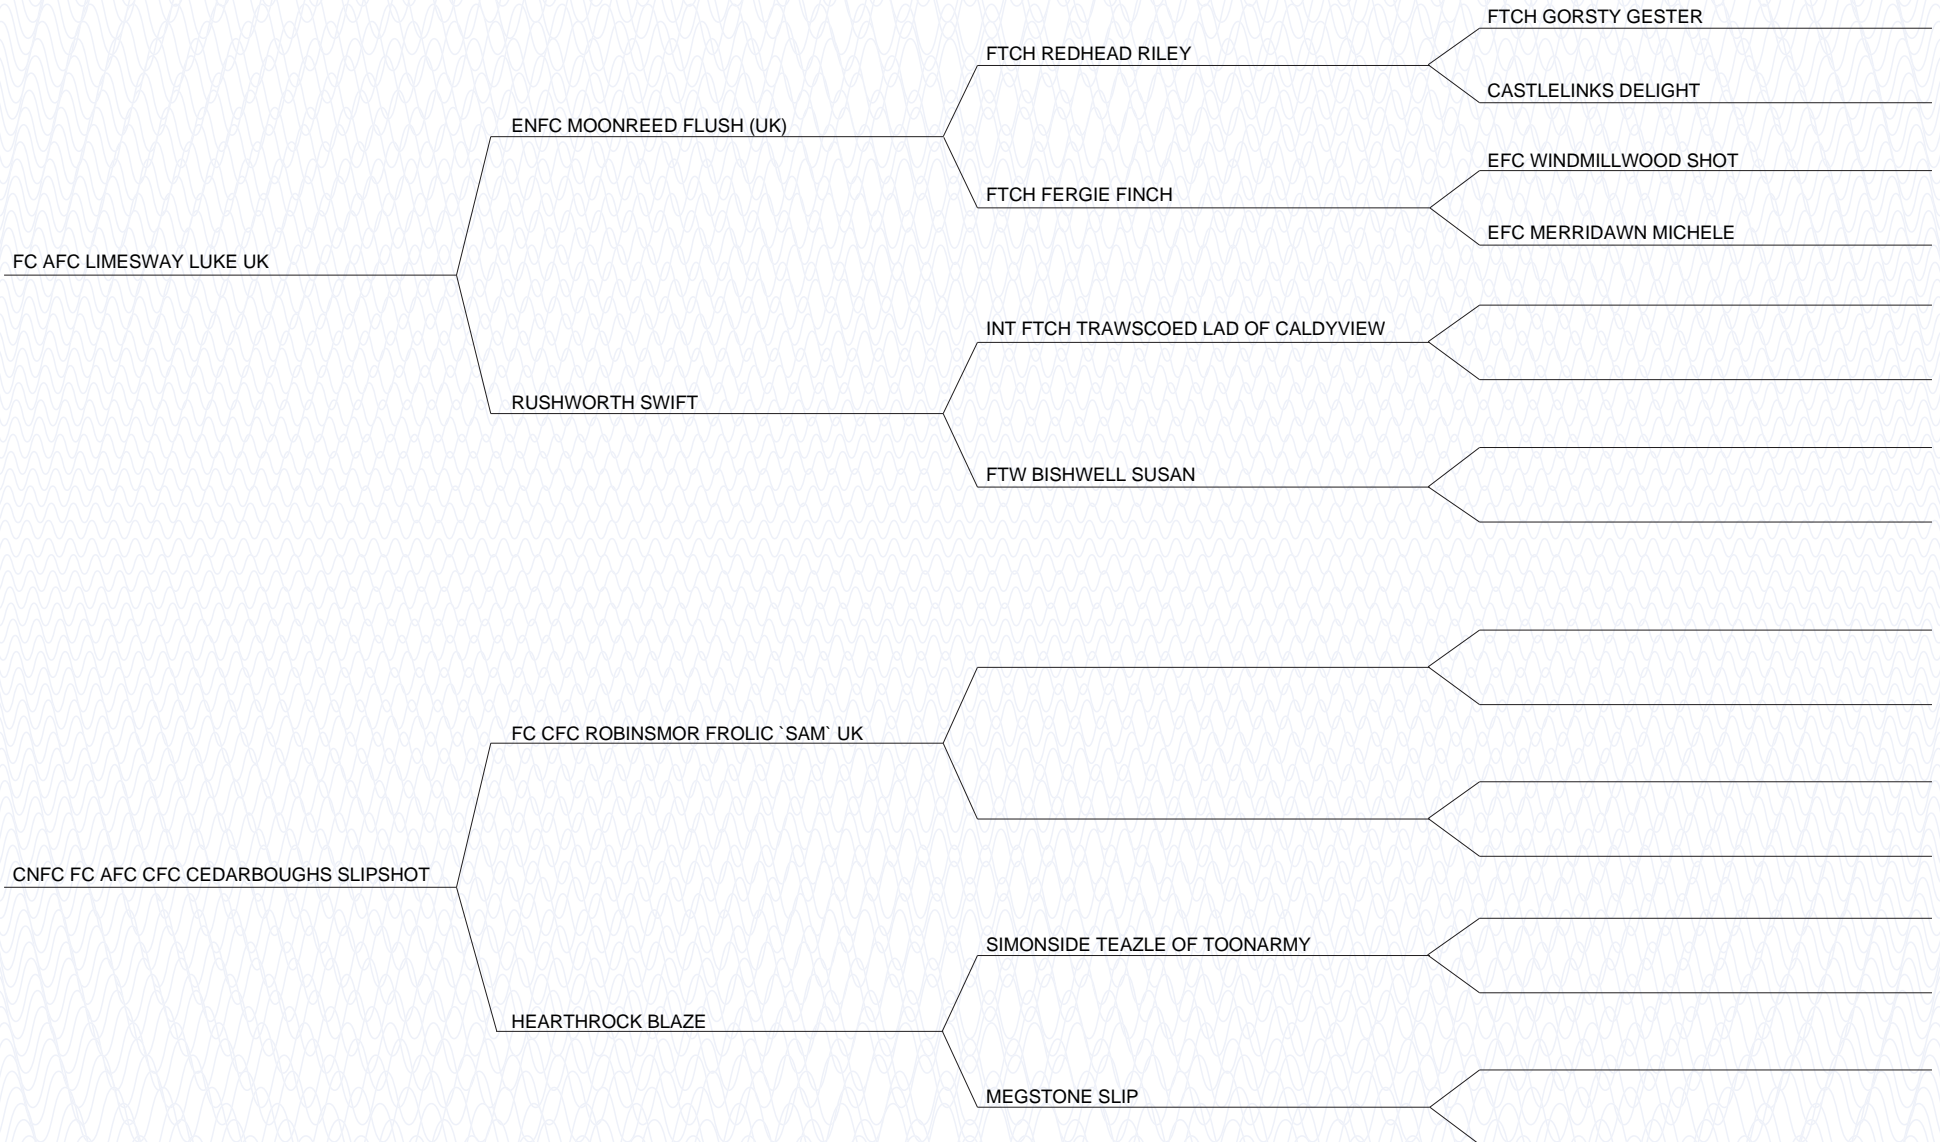 FTCH GORSTY GESTER
FTCH REDHEAD RILEY
CASTLELINKS DELIGHT
ENFC MOONREED FLUSH (UK)
EFC WINDMILLWOOD SHOT
FTCH FERGIE FINCH
EFC MERRIDAWN MICHELE
FC AFC LIMESWAY LUKE UK
INT FTCH TRAWSCOED LAD OF CALDYVIEW
RUSHWORTH SWIFT
FTW BISHWELL SUSAN
FC CFC ROBINSMOR FROLIC `SAM` UK
CNFC FC AFC CFC CEDARBOUGHS SLIPSHOT
SIMONSIDE TEAZLE OF TOONARMY
HEARTHROCK BLAZE
MEGSTONE SLIP